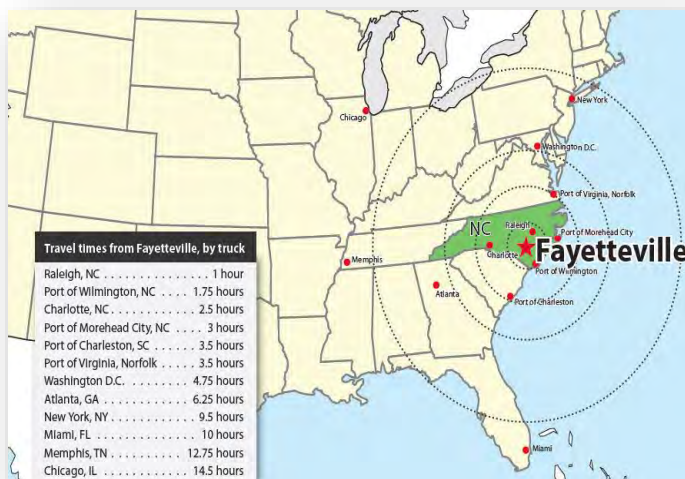 New York
Chicago
Washington D.C.
Port of Virginia, Norfolk
NC
Raleigh
Port of Morehead City
Fayetteville
Charlotte
Memphis
Port of Wilmington
Atlanta
Port of Charleston
Miami
Travel times from Fayetteville, by truck
Raleigh, NC . . . . . . . . . . . . . . . . 1 hour
Port of Wilmington, NC . . . . 1.75 hours
Charlotte, NC . . . . . . . . . . . . . 2.5 hours
Port of Morehead City, NC . . . 3 hours
Port of Charleston, SC . . . . . . 3.5 hours
Port of Virginia, Norfolk . . . . . 3.5 hours
Washington D.C. . . . . . . . . . . 4.75 hours
Atlanta, GA . . . . . . . . . . . . . . 6.25 hours
New York, NY . . . . . . . . . . . . . 9.5 hours
Miami, FL . . . . . . . . . . . . . . . . 10 hours
Memphis, TN . . . . . . . . . . . . 12.75 hours
Chicago, IL . . . . . . . . . . . . . . 14.5 hours